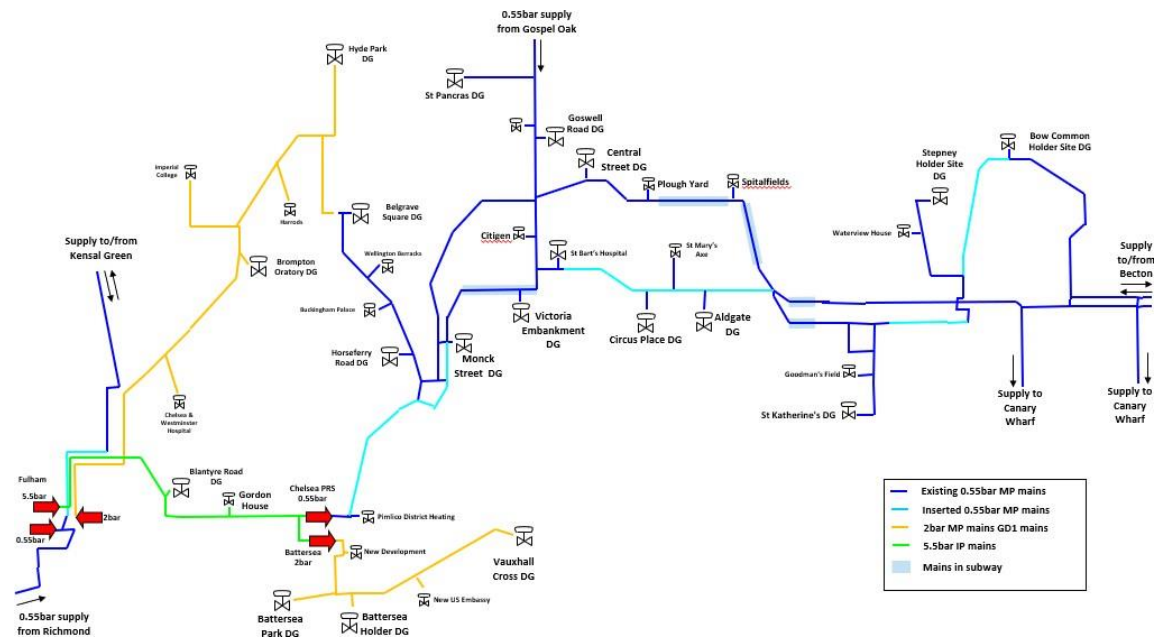 0.55bar supply
from Gospel Oak
Hyde Park
DG
St Pancras DG
Goswell
Road DG
Central
Street DG
Plough Yard
Spitalfields
Stepney
Holder Site
DG
Bow Common
Holder Site DG
Imperial
College
Harrods
Belgrave
Square DG
Citigen
St Bart's Hospital
St Mary's
Axe
Waterview House
Supply
to/from
Becton
Supply to/from
Kensal Green
Brompton
Oratory DG
Wellington Berracks
Buckingham Palace
Victoria
Embankment
DG
Circus Place DG
Aldgate
DG
Horseferry
Road DG
Monck
Street DG
Goodman's Field
St Katherine's DG
Supply to
Canary
Wharf
Supply to
Canary
Wharf
Chelsea &
Westminster
Hospital
Fulham
5.5bar
2bar
0.55bar
Blantyre Road
DG
Gordon
House
Chelsea PRS
0.55bar
Pimlico District Heating
Battersea
2bar
New Development
Vauxhall
Cross DG
New US Embassy
Battersea
Park DG
Battersea
Holder DG
0.55bar supply
from Richmond
Existing 0.55bar MP mains
Inserted 0.55bar MP mains
2bar MP mains GD1 mains
5.5bar IP mains
Mains in subway